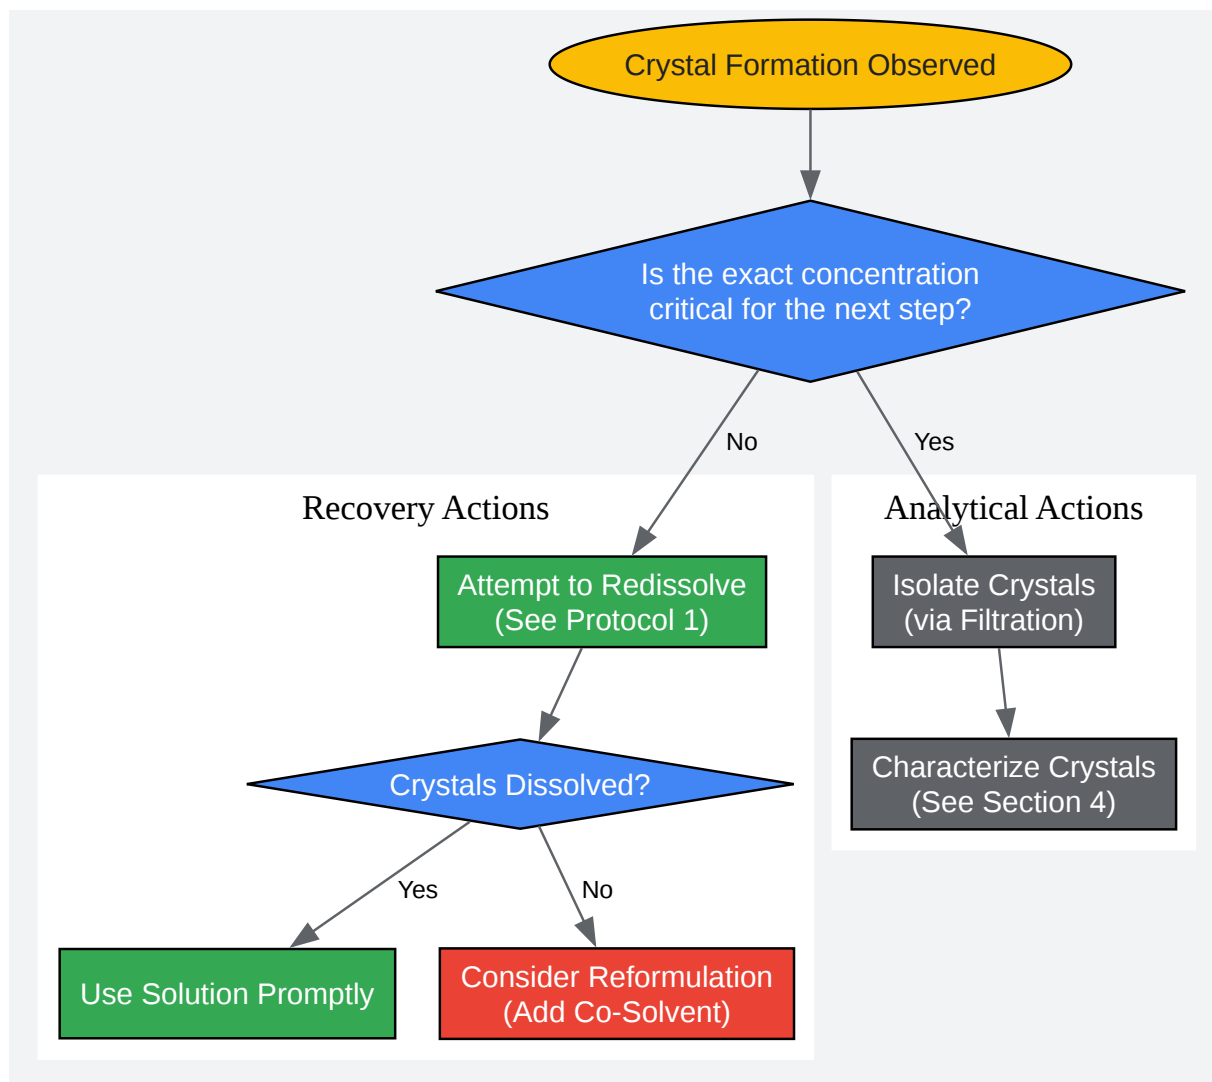 Crystal Formation Observed
Is the exact concentration
critical for the next step?
No
Yes
Recovery Actions
Analytical Actions
Attempt to Redissolve
(See Protocol 1)
Isolate Crystals
(via Filtration)
Crystals Dissolved?
Characterize Crystals
(See Section 4)
Yes
No
Use Solution Promptly
Consider Reformulation
(Add Co-Solvent)